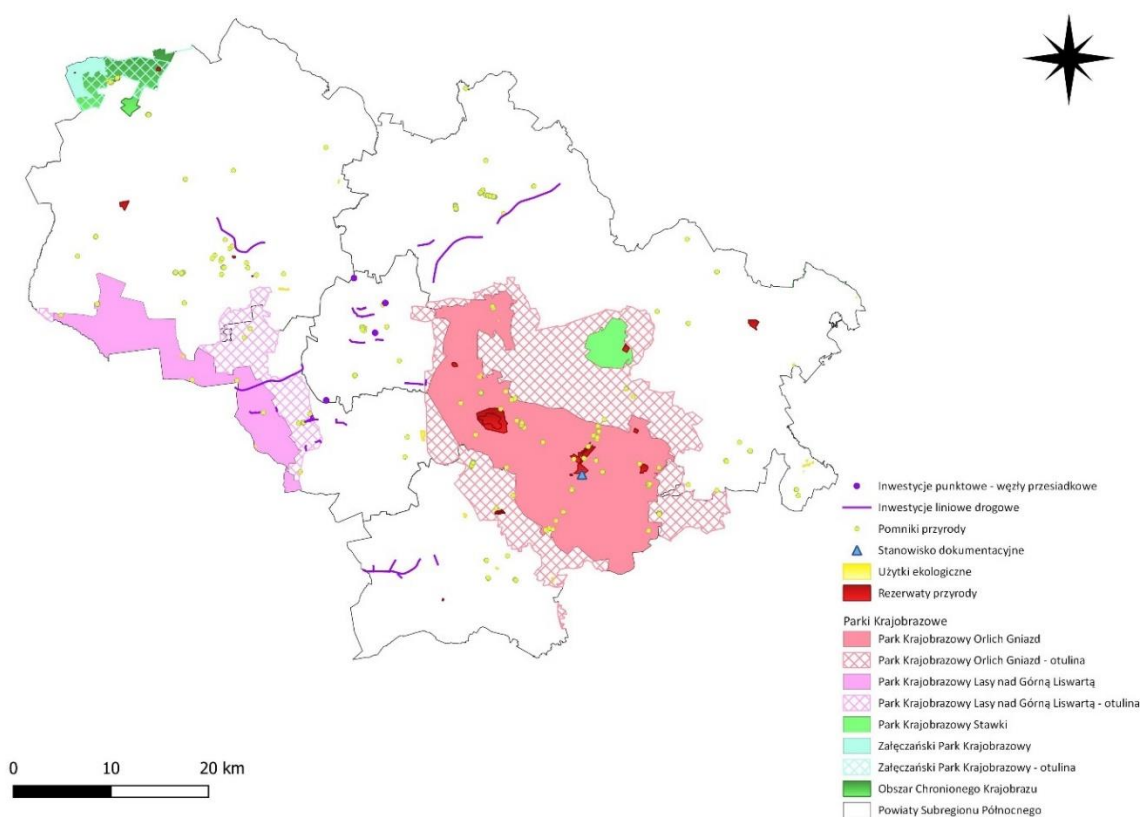 Inwestycje punktowe - węzły przesiadkowe
Inwestycje liniowe drogowe
Pomniki przyrody
Stanowisko dokumentacyjne
Użytki ekologiczne
Rezerwaty przyrody
Parki Krajobrazowe
Park Krajobrazowy Orlich Gniazd
Park Krajobrazowy Orlich Gniazd - otulina
Park Krajobrazowy Lasy nad Górną Liswartą
Park Krajobrazowy Lasy nad Górną Liswartą - otulina
Park Krajobrazowy Stawki
Załęczański Park Krajobrazowy
Załęczański Park Krajobrazowy - otulina
Obszar Chronionego Krajobrazu
Powiaty Subregionu Północnego
0 10 20 km